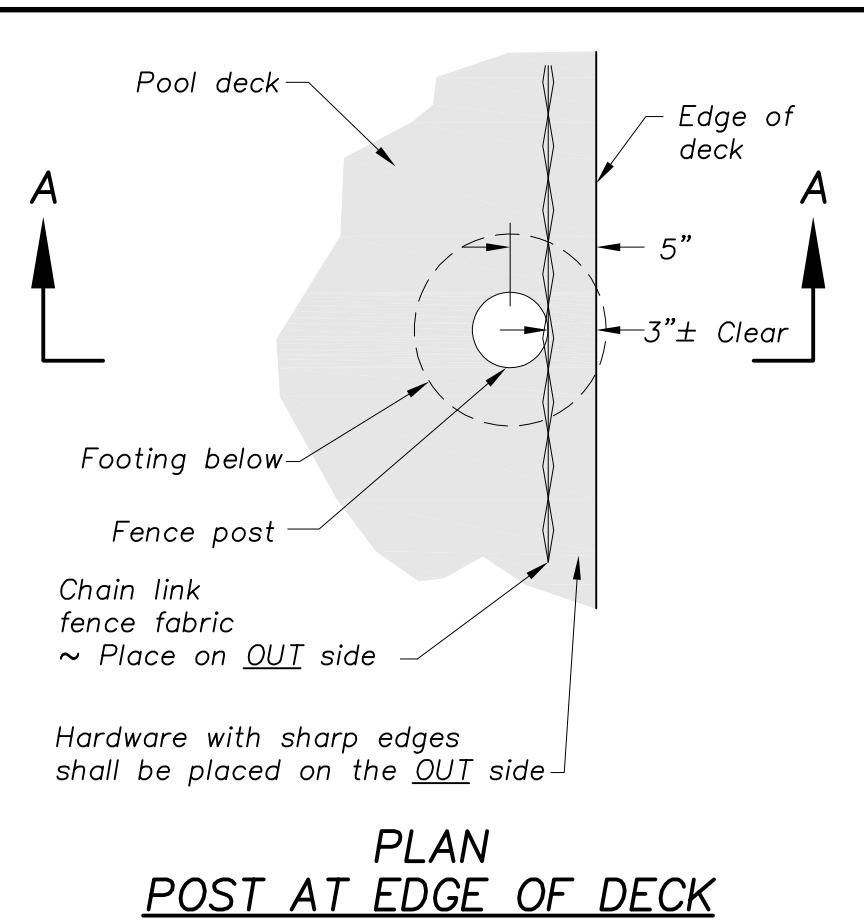 Pool deck
Edge of
deck
A
A
5”
3”± Clear
Footing below
Fence post
Chain link
fence fabric
~ Place on OUT side
Hardware with sharp edges
shall be placed on the OUT side
PLAN
POST AT EDGE OF DECK